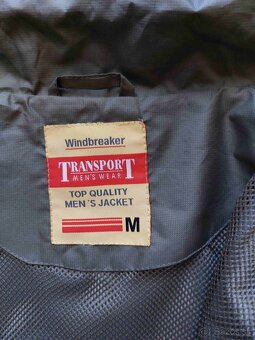 Windbreaker
TRANSPORT
MEN'S WEAR
TOP QUALITY
MEN´S JACKET
M